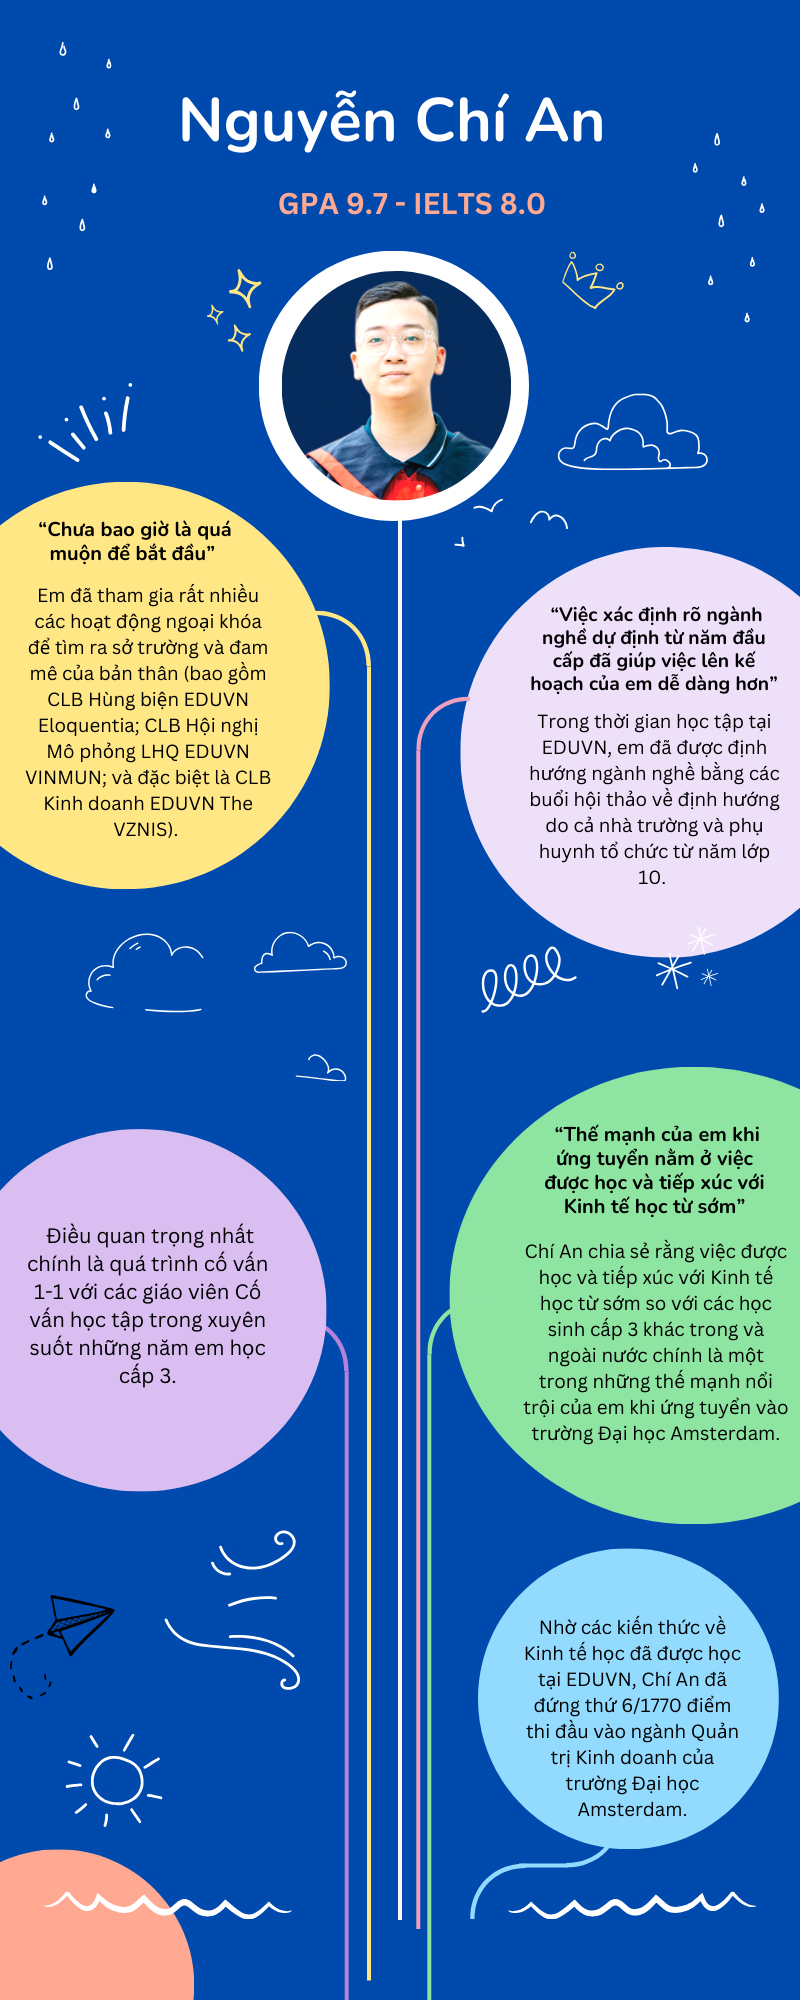 Nguyễn Chí An
GPA 9.7 - IELTS 8.0
“Chưa bao giờ là quá
muộn để bắt đầu”
Em đã tham gia rất nhiều
các hoạt động ngoại khóa
để tìm ra sở trường và đam
mê của bản thân (bao gồm
CLB Hùng biện EDUVN
Eloquentia; CLB Hội nghị
Mô phỏng LHQ EDUVN
VINMUN; và đặc biệt là CLB
Kinh doanh EDUVN The
VZNIS).
“Việc xác định rõ ngành
nghề dự định từ năm đầu
cấp đã giúp việc lên kế
hoạch của em dễ dàng hơn”
Trong thời gian học tập tại
EDUVN, em đã được định
hướng ngành nghề bằng các
buổi hội thảo về định hướng
do cả nhà trường và phụ
huynh tổ chức từ năm lớp
10.
Điều quan trọng nhất
chính là quá trình cố vấn
1-1 với các giáo viên Cố
vấn học tập trong xuyên
suốt những năm em học
cấp 3.
“Thế mạnh của em khi
ứng tuyển nằm ở việc
được học và tiếp xúc với
Kinh tế học từ sớm”
Chí An chia sẻ rằng việc được
học và tiếp xúc với Kinh tế
học từ sớm so với các học
sinh cấp 3 khác trong và
ngoài nước chính là một
trong những thế mạnh nổi
trội của em khi ứng tuyển vào
trường Đại học Amsterdam.
Nhờ các kiến thức về
Kinh tế học đã được học
tại EDUVN, Chí An đã
đứng thứ 6/1770 điểm
thi đầu vào ngành Quản
trị Kinh doanh của
trường Đại học
Amsterdam.